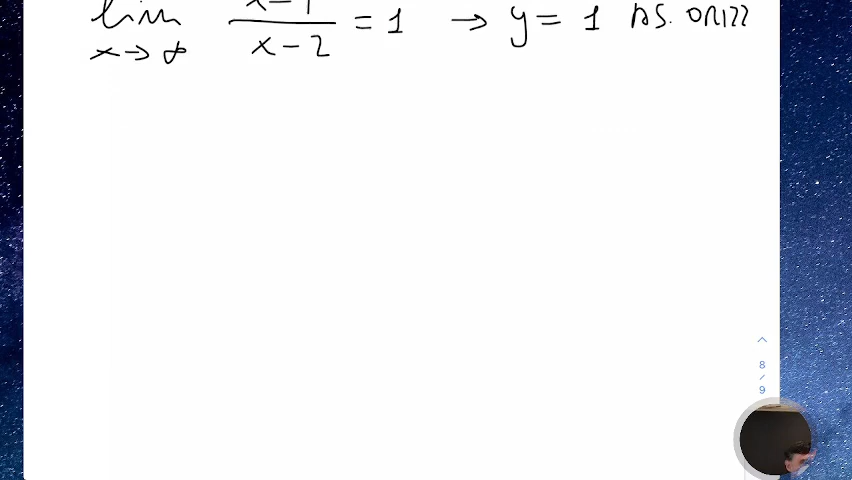 lim x-1/x-2 = 1 → y = 1 AS. ORIZZ
x→∞
8
/
9